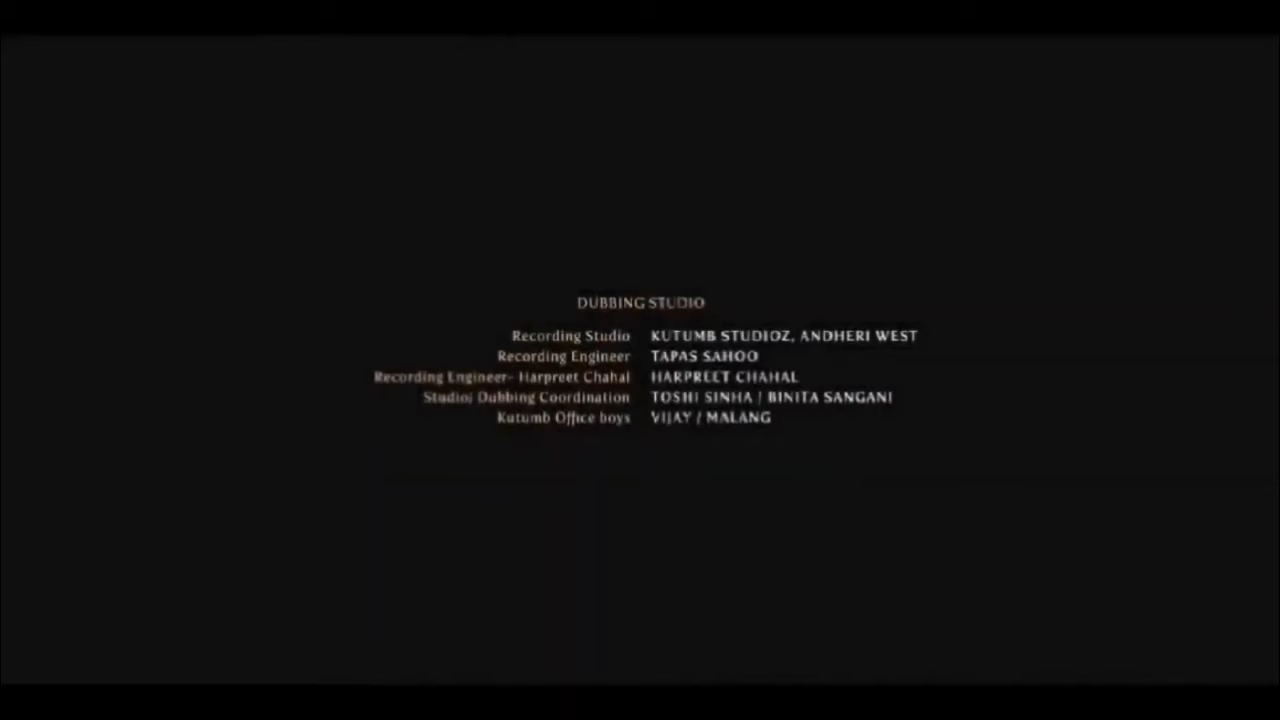 DUBBING STUDIO
Recording Studio KUTUMB STUDIOZ, ANDHERI WEST
Recording Engineer TAPAS SAHOO
Recording Engineer- Harpreet Chahal HARPREET CHAHAL
Studio| Dubbing Coordination TOSHI SINHA / BINITA SANGANI
Kutumb Office boys VIJAY / MALANG